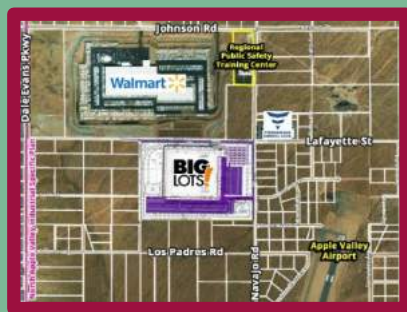 Johnson Rd
Dale Evans Pkwy
Regional
Public Safety
Training Center
Walmart
Lafayette St
BIG
LOTS!
North Apple Valley Industrial Specific Plan
Los Padres Rd
Navajo Rd
Apple Valley
Airport